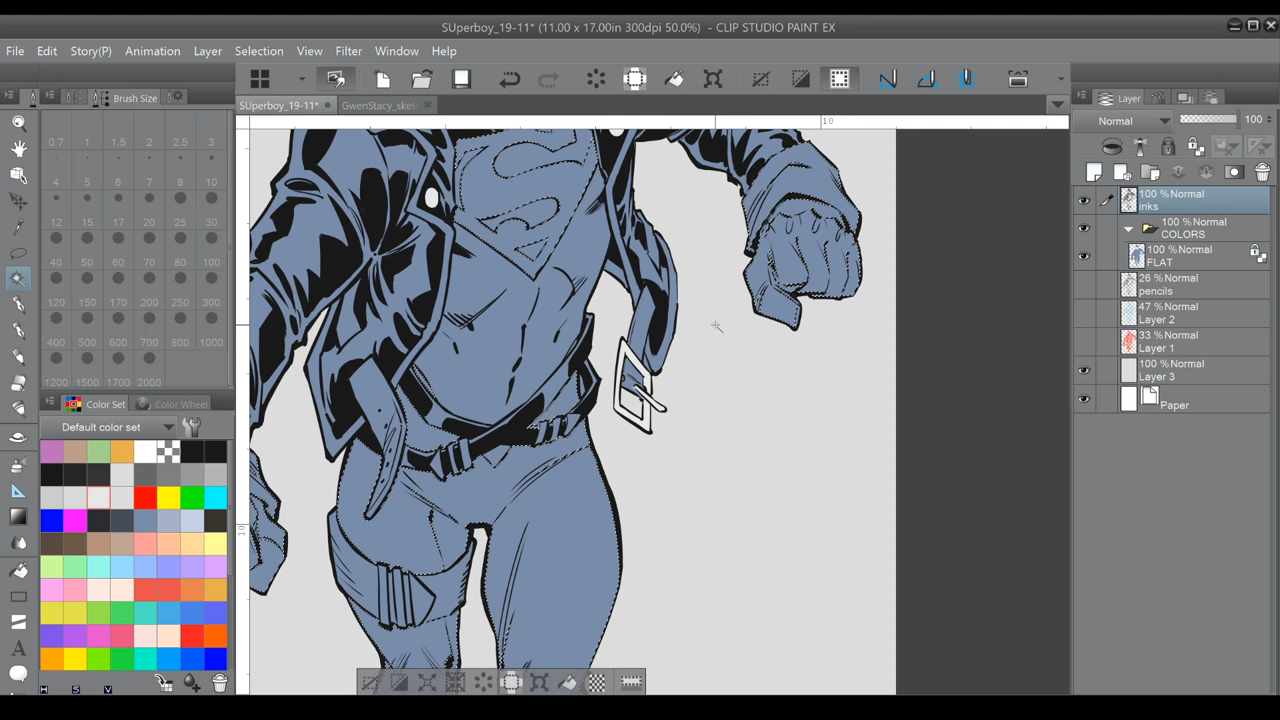 SUperboy_19-11* (11.00 x 17.00in 300dpi 50.0%) - CLIP STUDIO PAINT EX
File Edit Story(P) Animation Layer Selection View Filter Window Help
Brush Size
SUperboy_19-11* GwenStacy_sket
Layer
10
Normal 100
0.7 1 1.5 2 2.5 3
4 5 6 7 8 10
12 15 17 20 25 30
40 50 60 70 80 100
120 150 170 200 250 300
400 500 600 700 800 1000
1200 1500 1700 2000
100 % Normal
inks
100 % Normal
COLORS
100 % Normal
FLAT
26 % Normal
pencils
47 % Normal
Layer 2
33 % Normal
Layer 1
100 % Normal
Layer 3
Paper
Color Set Color Wheel
Default color set
10
H S V